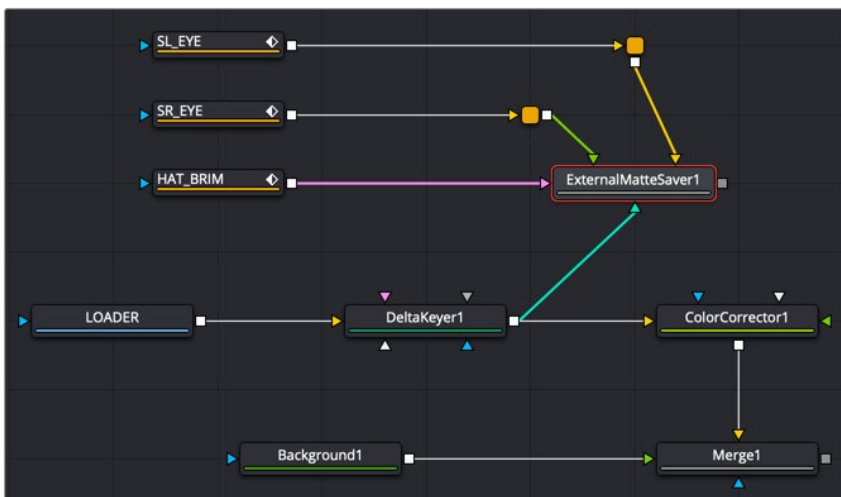 SL_EYE
SR_EYE
HAT_BRIM
ExternalMatteSaver1
LOADER
DeltaKeyer1
ColorCorrector1
Background1
Merge1